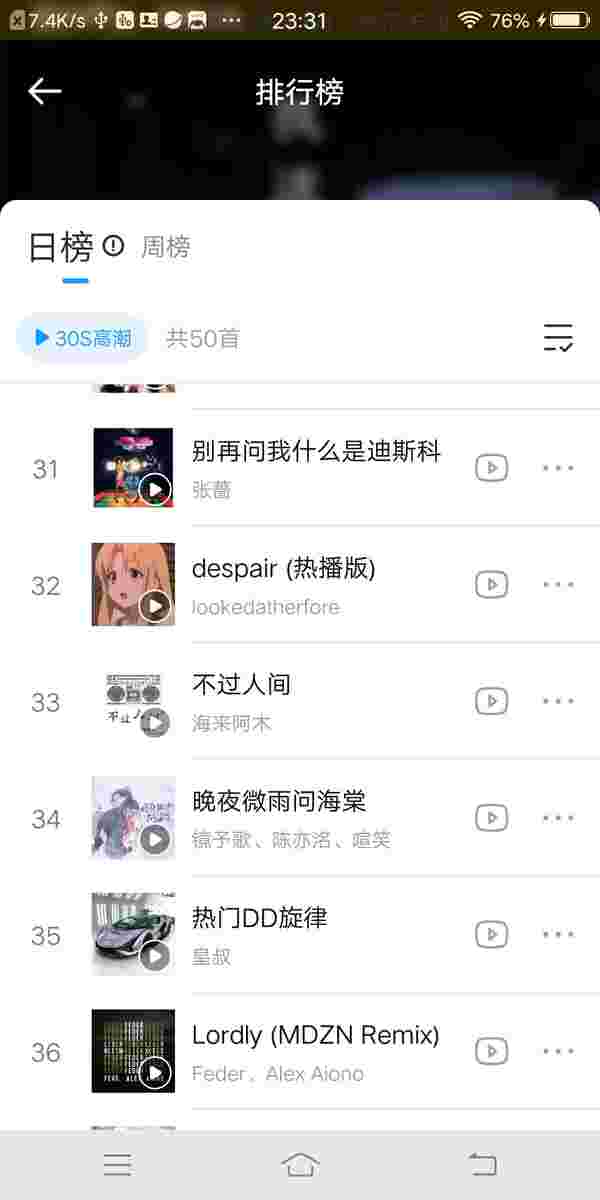 7.4K/s
23:31
76%
排行榜
日榜
周榜
30S高潮
共50首
31
别再问我什么是迪斯科
张蔷
32
despair (热播版)
lookedatherfore
33
不过人间
海来阿木
34
晚夜微雨问海棠
镜予歌、陈亦洺、喧笑
35
热门DD旋律
皇叔
36
Lordly (MDZN Remix)
Feder、Alex Aiono